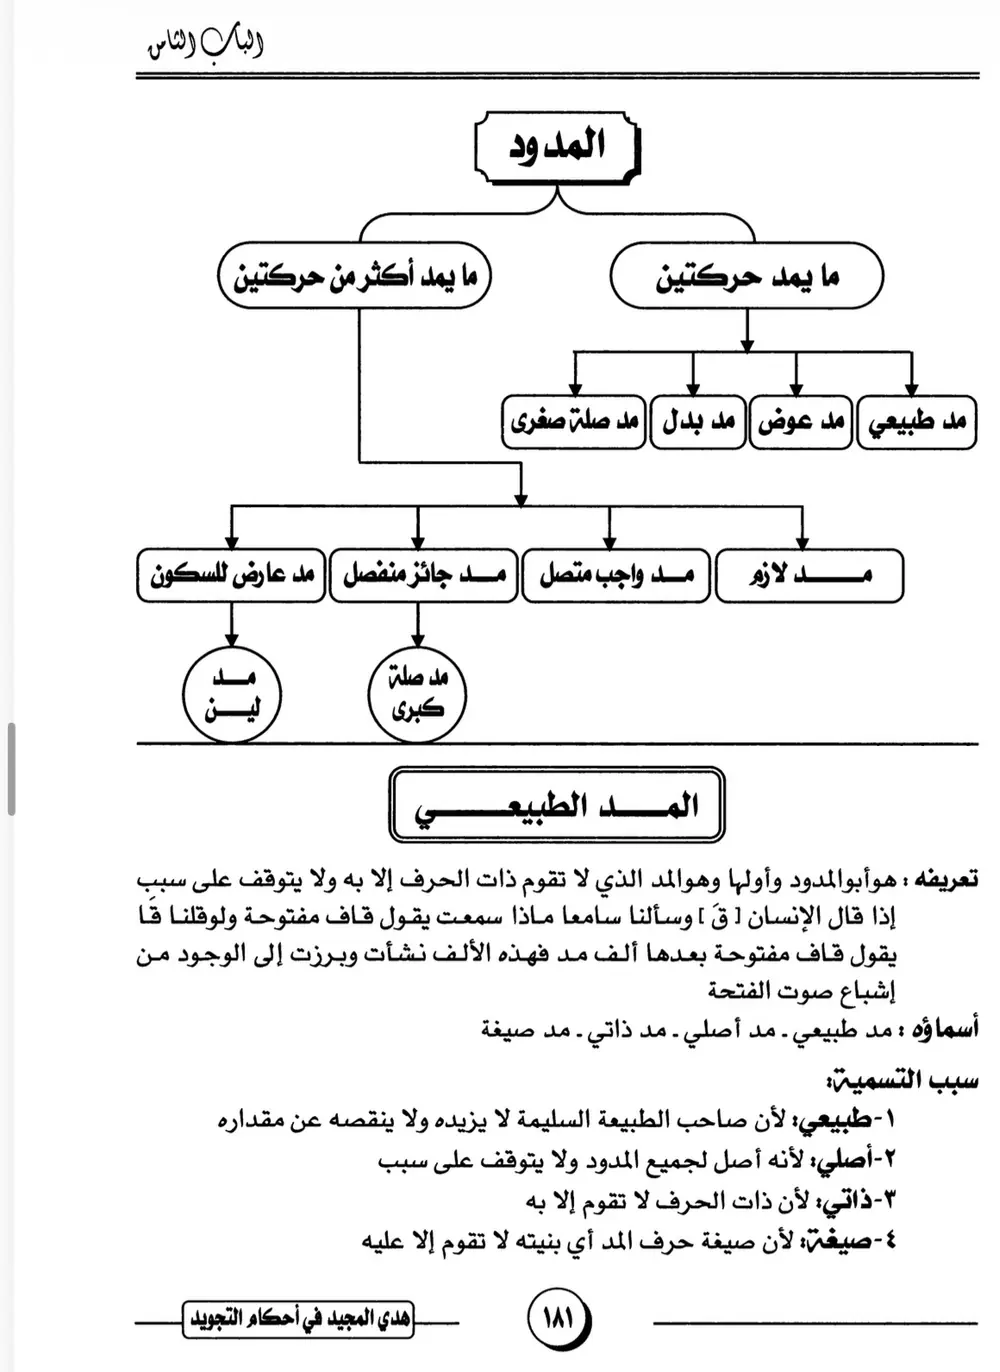 الباب الثامن
المدود
ما يمد حركتين
ما يمد أكثر من حركتين
مد طبيعي
مد عوض
مد بدل
مد صلة صغرى
مد لازم
مد واجب متصل
مد جائز منفصل
مد عارض للسكون
مد صلة
كبرى
مد
لين
المد الطبيعي
تعريفه : هو أبو المدود وأولها وهو المد الذي لا تقوم ذات الحرف إلا به ولا يتوقف على سبب
إذا قال الإنسان [ قَ ] وسألنا سامعا ماذا سمعت يقول قاف مفتوحة ولو قلنا قَا
يقول قاف مفتوحة بعدها ألف مد فهذه الألف نشأت وبرزت إلى الوجود من
إشباع صوت الفتحة
أسماؤه : مد طبيعي ـ مد أصلي ـ مد ذاتي ـ مد صيغة
سبب التسمية:
١-طبيعي: لأن صاحب الطبيعة السليمة لا يزيده ولا ينقصه عن مقداره
٢-أصلي: لأنه أصل لجميع المدود ولا يتوقف على سبب
٣-ذاتي: لأن ذات الحرف لا تقوم إلا به
٤-صيغة: لأن صيغة حرف المد أي بنيته لا تقوم إلا عليه
١٨١
هدي المجيد في أحكام التجويد